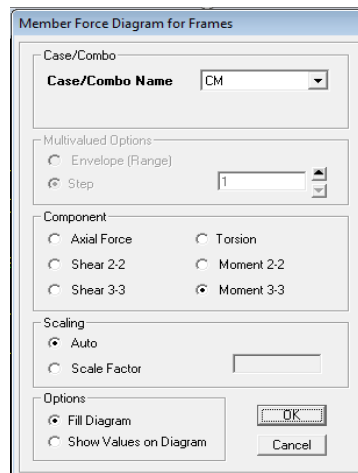 Member Force Diagram for Frames
Case/Combo
Case/Combo Name CM
Multivalued Options
Envelope (Range)
Step 1
Component
Axial Force Torsion
Shear 2-2 Moment 2-2
Shear 3-3 Moment 3-3
Scaling
Auto
Scale Factor
Options
Fill Diagram OK
Show Values on Diagram Cancel